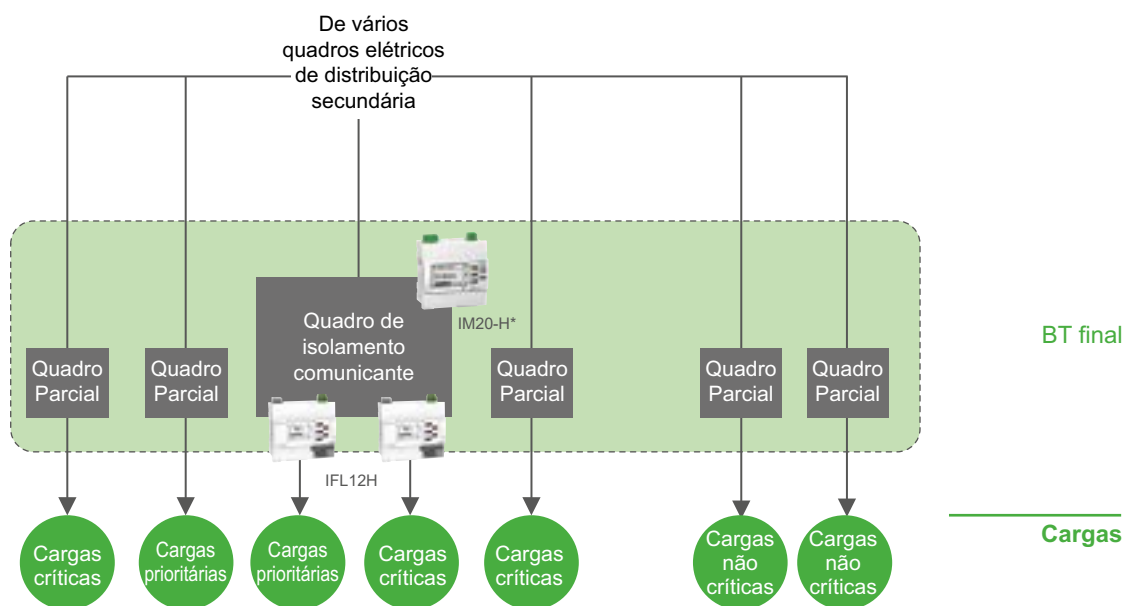 De vários
quadros elétricos
de distribuição
secundária
IM20-H*
Quadro de
isolamento
comunicante
BT final
Quadro
Parcial
Quadro
Parcial
Quadro
Parcial
Quadro
Parcial
Quadro
Parcial
IFL12H
Cargas
críticas
Cargas
prioritárias
Cargas
prioritárias
Cargas
críticas
Cargas
críticas
Cargas
não
críticas
Cargas
não
críticas
Cargas